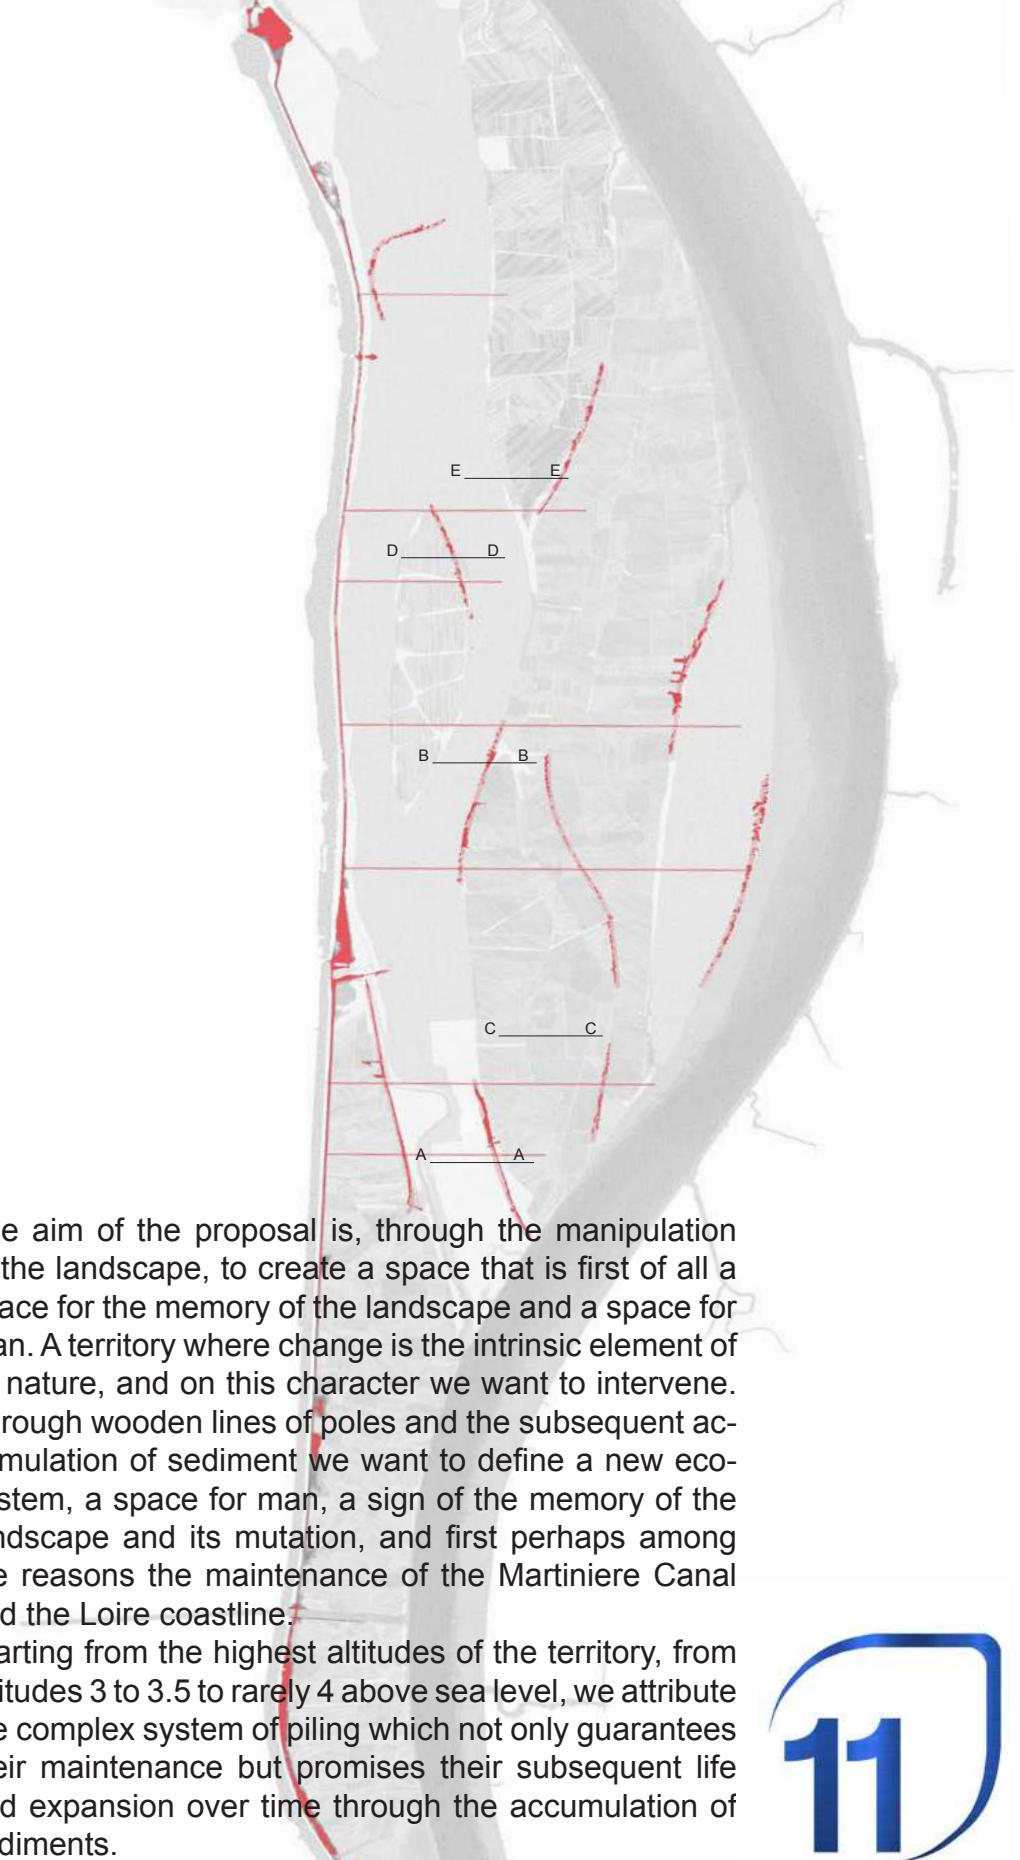 E E
D D
B B
C C
A A
e aim of the proposal is, through the manipulation
the landscape, to create a space that is first of all a
ace for the memory of the landscape and a space for
an. A territory where change is the intrinsic element of
nature, and on this character we want to intervene.
rough wooden lines of poles and the subsequent ac-
mulation of sediment we want to define a new eco-
stem, a space for man, a sign of the memory of the
ndscape and its mutation, and first perhaps among
e reasons the maintenance of the Martiniere Canal
d the Loire coastline.
arting from the highest altitudes of the territory, from
itudes 3 to 3.5 to rarely 4 above sea level, we attribute
e complex system of piling which not only guarantees
eir maintenance but promises their subsequent life
d expansion over time through the accumulation of
diments.
11